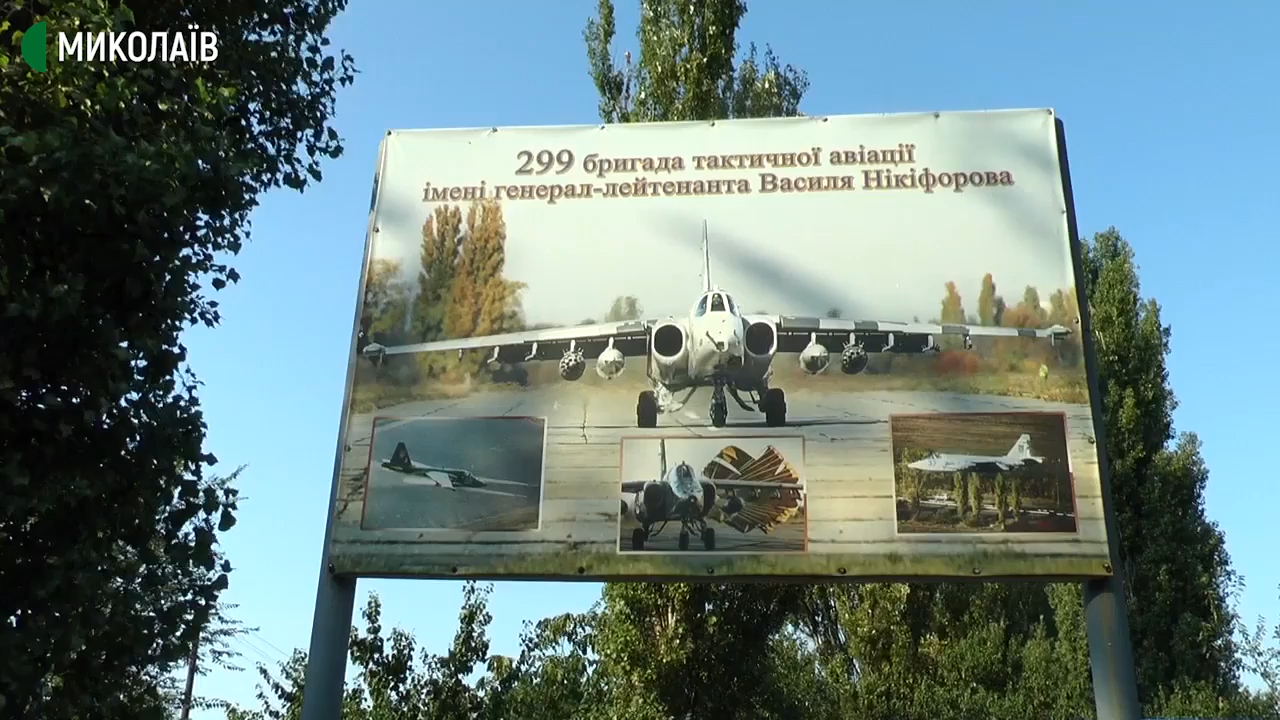 МИКОЛАЇВ
299 бригада тактичної авіації
імені генерал-лейтенанта Василя Нікіфорова